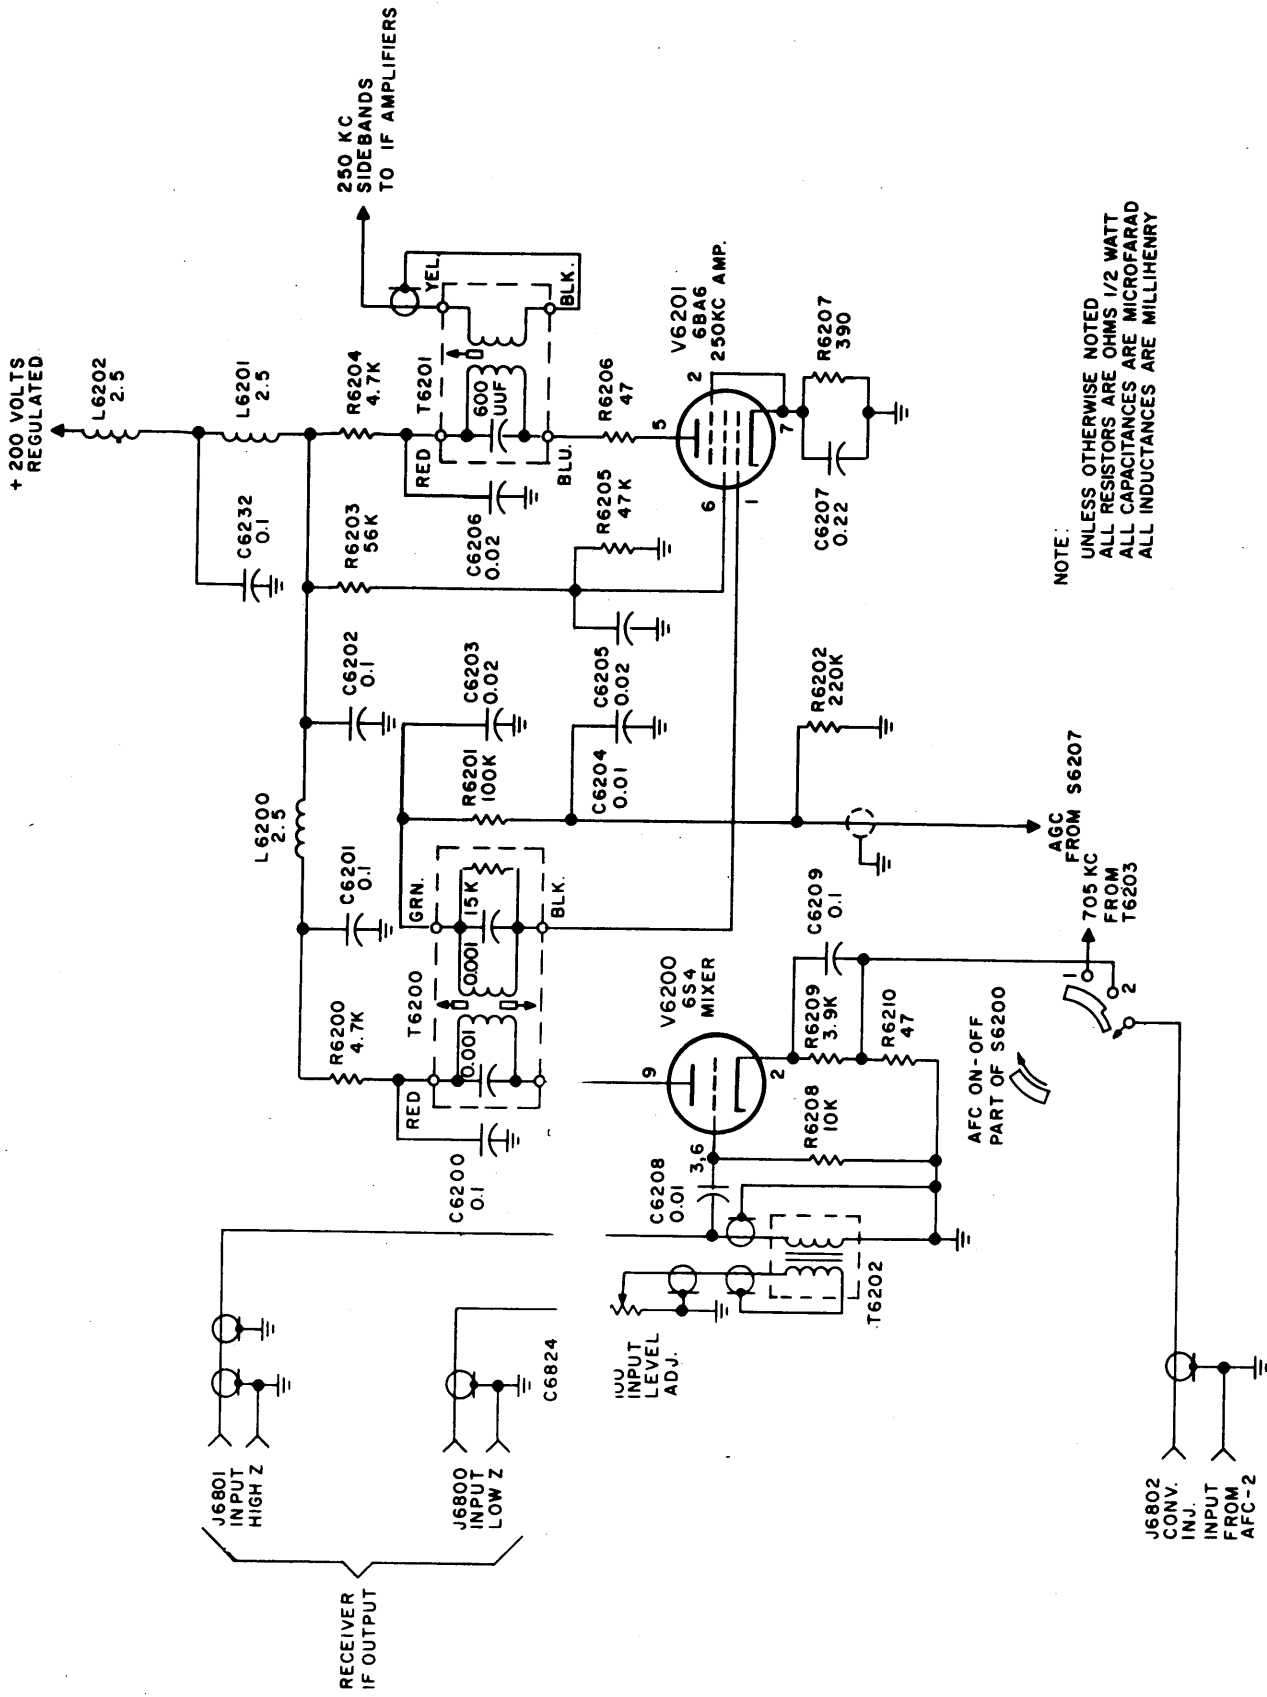 + 200 VOLTS
REGULATED
L6202
2.5
L6201
2.5
250 KC
SIDEBANDS
TO IF AMPLIFIERS
C6232
0.1
R6204
4.7K
T6201
RED
600
UUF
YEL.
BLK.
BLU.
R6206
47
C6206
0.02
R6203
56K
R6205
47K
V6201
6BA6
250KC AMP.
5
2
6
1
7
C6207
0.22
R6207
390
L6200
2.5
C6202
0.1
C6203
0.02
R6201
100K
C6205
0.02
C6204
0.01
R6202
220K
AGC
FROM S6207
C6201
0.1
GRN.
15K
0.001
BLK.
T6200
0.001
R6200
4.7K
RED
C6200
0.1
V6200
6S4
MIXER
9
2
3,6
C6209
0.1
R6209
3.9K
R6210
47
R6208
10K
C6208
0.01
705 KC
FROM
T6203
1
2
AFC ON-OFF
PART OF S6200
T6202
C6824
INPUT
LEVEL
ADJ.
J6801
INPUT
HIGH Z
J6800
INPUT
LOW Z
RECEIVER
IF OUTPUT
J6802
CONV.
INJ.
INPUT
FROM
AFC-2
NOTE:
UNLESS OTHERWISE NOTED
ALL RESISTORS ARE OHMS 1/2 WATT
ALL CAPACITANCES ARE MICROFARAD
ALL INDUCTANCES ARE MILLIHENRY